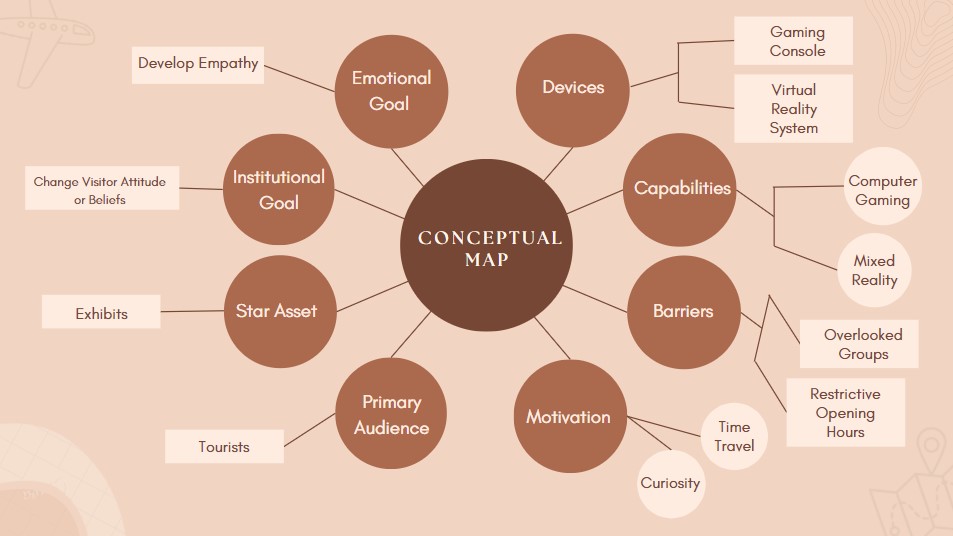 Develop Empathy
Emotional
Goal
Change Visitor Attitude
or Beliefs
Institutional
Goal
Exhibits
Star Asset
Tourists
Primary
Audience
CONCEPTUAL
MAP
Devices
Gaming
Console
Virtual
Reality
System
Capabilities
Computer
Gaming
Mixed
Reality
Barriers
Overlooked
Groups
Restrictive
Opening
Hours
Motivation
Time
Travel
Curiosity